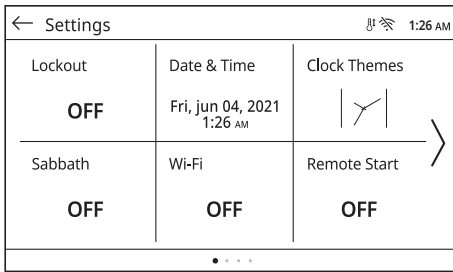 Settings
1:26 AM
Lockout
OFF
Date & Time
Fri, jun 04, 2021
1:26 AM
Clock Themes
Sabbath
OFF
Wi-Fi
OFF
Remote Start
OFF